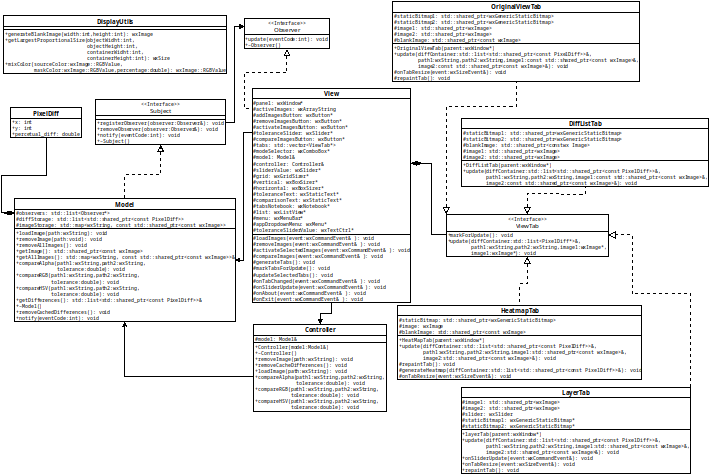 DisplayUtils
+generateBlankImage(width:int,height:int): wxImage
+getLargestProportionalSize(objectWidth:int,
objectHeight:int,
containerWidht:int,
containerHeight:int): wxSize
+mixColor(sourceColor:wxImage::RGBValue,
maskColor:wxImage::RGBValue,percentage:double): wxImage::RGBValue
<<Interface>>
Observer
+update(eventCode:int): void
+~Observer()
OriginalViewTab
#staticBitmap1: std::shared_ptr<wxGenericStaticBitmap>
#staticBitmap2: std::shared_ptr<wxGenericStaticBitmap>
#image1: std::shared_ptr<wxImage>
#image2: std::shared_ptr<wxImage>
#blankImage: std::shared_ptr<const wxImage>
+OriginalViewTab(parent:wxWindow*)
+update(diffContainer:std::list<std::shared_ptr<const PixelDiff>>&,
path1:wxString,path2:wxString,image1:const std::shared_ptr<wxImage>&,
image2:const std::shared_ptr<const wxImage>&): void
#onTabResize(event:wxSizeEvent&): void
#repaintTab(): void
PixelDiff
+x: int
+y: int
+perceptual_diff: double
<<Interface>>
Subject
+registerObserver(observer:Observer&): void
+removeObserver(observer:Observer&): void
+notify(eventCode:int): void
+~Subject()
View
#panel: wxWindow*
#activeImages: wxArrayString
#addImagesButton: wxButton*
#removeImagesButton: wxButton*
#activateImagesButton: wxButton*
#toleranceSlider: wxSlider*
#compareImagesButton: wxButton*
#tabs: std::vector<ViewTab*>
#modeSelector: wxComboBox*
#model: Model&
#controller: Controller&
#sliderValue: wxSlider*
#grid: wxGridSizer*
#vertical: wxBoxSizer*
#horizontal: wxBoxSizer*
#toleranceText: wxStaticText*
#comparisonText: wxStaticText*
#tabsNotebook: wxNotebook*
#list: wxListView*
#menu: wxMenuBar*
#appDropdownMenu: wxMenu*
#toleranceSliderValue: wxTextCtrl*
#loadImages(event:wxCommandEvent&): void
#removeImages(event:wxCommandEvent&): void
#activateSelectedImages(event:wxCommandEvent&): void
#compareImages(event:wxCommandEvent&): void
#generateTabs(): void
#markTabsForUpdate(): void
#updateSelectedTabs(): void
#onTabChanged(event:wxCommandEvent&): void
#onSliderUpdate(event:wxCommandEvent&): void
#onAbout(event:wxCommandEvent&): void
#onExit(event:wxCommandEvent&): void
DiffListTab
#staticBitmap1: std::shared_ptr<wxGenericStaticBitmap>
#staticBitmap2: std::shared_ptr<wxGenericStaticBitmap>
#blankImage: std::shared_ptr<constwx Image>
#image1: std::shared_ptr<wxImage>
#image2: std::shared_ptr<wxImage>
+DiffListTab(parent:wxWindow*)
+update(diffContainer:std::list<std::shared_ptr<const PixelDiff>>&,
path1:wxString,path2:wxString,image1:const std::shared_ptr<wxImage>&,
image2:const std::shared_ptr<const wxImage>&): void
Model
#observers: std::list<Observer*>
#diffStorage: std::list<std::shared_ptr<const PixelDiff>>
#imageStorage: std::map<wxString, const std::shared_ptr<const wxImage>>
+loadImage(path:wxString): void
+removeImage(path:void): void
+removeAllImages(): void
+getImage(): std::shared_ptr<const wxImage>
+getAllImages(): std::map<wxString, const std::shared_ptr<const wxImage>>&
+compareAlpha(path1:wxString,path2:wxString,
tolerance:double): void
+compareRGB(path1:wxString,path2:wxString,
tolerance:double): void
+compareHSV(path1:wxString,path2:wxString,
tolerance:double): void
+getDifferences(): std::list<std::shared_ptr<const PixelDiff>>&
+~Model()
+removeCachedDifferences(): void
+notify(eventCode:int): void
<<Interface>>
ViewTab
+markForUpdate(): void
+update(diffContainer:std::list<PixelDiff>&,
path1:wxString,path2:wxString,image1:wxImage*,
image1:wxImage*): void
HeatmapTab
#staticBitmap: std::shared_ptr<wxGenericStaticBitmap>
#image: wxImage
#blankImage: std::shared_ptr<const wxImage>
+HeatMapTab(parent:wxWindow*)
+update(diffContainer:std::list<std::shared_ptr<const PixelDiff>>&,
path1:wxString,path2:wxString,image1:std::shared_ptr<const wxImage>&,
image2:std::shared_ptr<const wxImage>&): void
#repaintTab(): void
#generateHeatmap(diffContainer:std::list<std::shared_ptr<const PixelDiff>>&): void
#onTabResize(event:wxSizeEvent&): void
Controller
#model: Model&
+Controller(model:Model&)
+~Controller()
+removeImage(path:wxString): void
+removeCacheDifferences(): void
+loadImage(path:wxString): void
+compareAlpha(path1:wxString,path2:wxString,
tolerance:double): void
+compareRGB(path1:wxString,path2:wxString,
tolerance:double): void
+compareHSV(path1:wxString,path2:wxString,
tolerance:double): void
LayerTab
#image1: std::shared_ptr<wxImage>
#image2: std::shared_ptr<wxImage>
#slider: wxSlider
#staticBitmap1: wxGenericStaticBitmap*
#staticBitmap2: wxGenericStaticBitmap*
+layerTab(parent:wxWindow*)
+update(diffContainer:std::list<std::shared_ptr<const PixelDiff>>&,
path1:wxString,path2:wxString,image1:std::shared_ptr<const wxImage>&,
image2:std::shared_ptr<const wxImage>&): void
+onSliderUpdate(event:wxCommandEvent&): void
+onTabResize(event:wxSizeEvent&): void
+repaintTab(): void